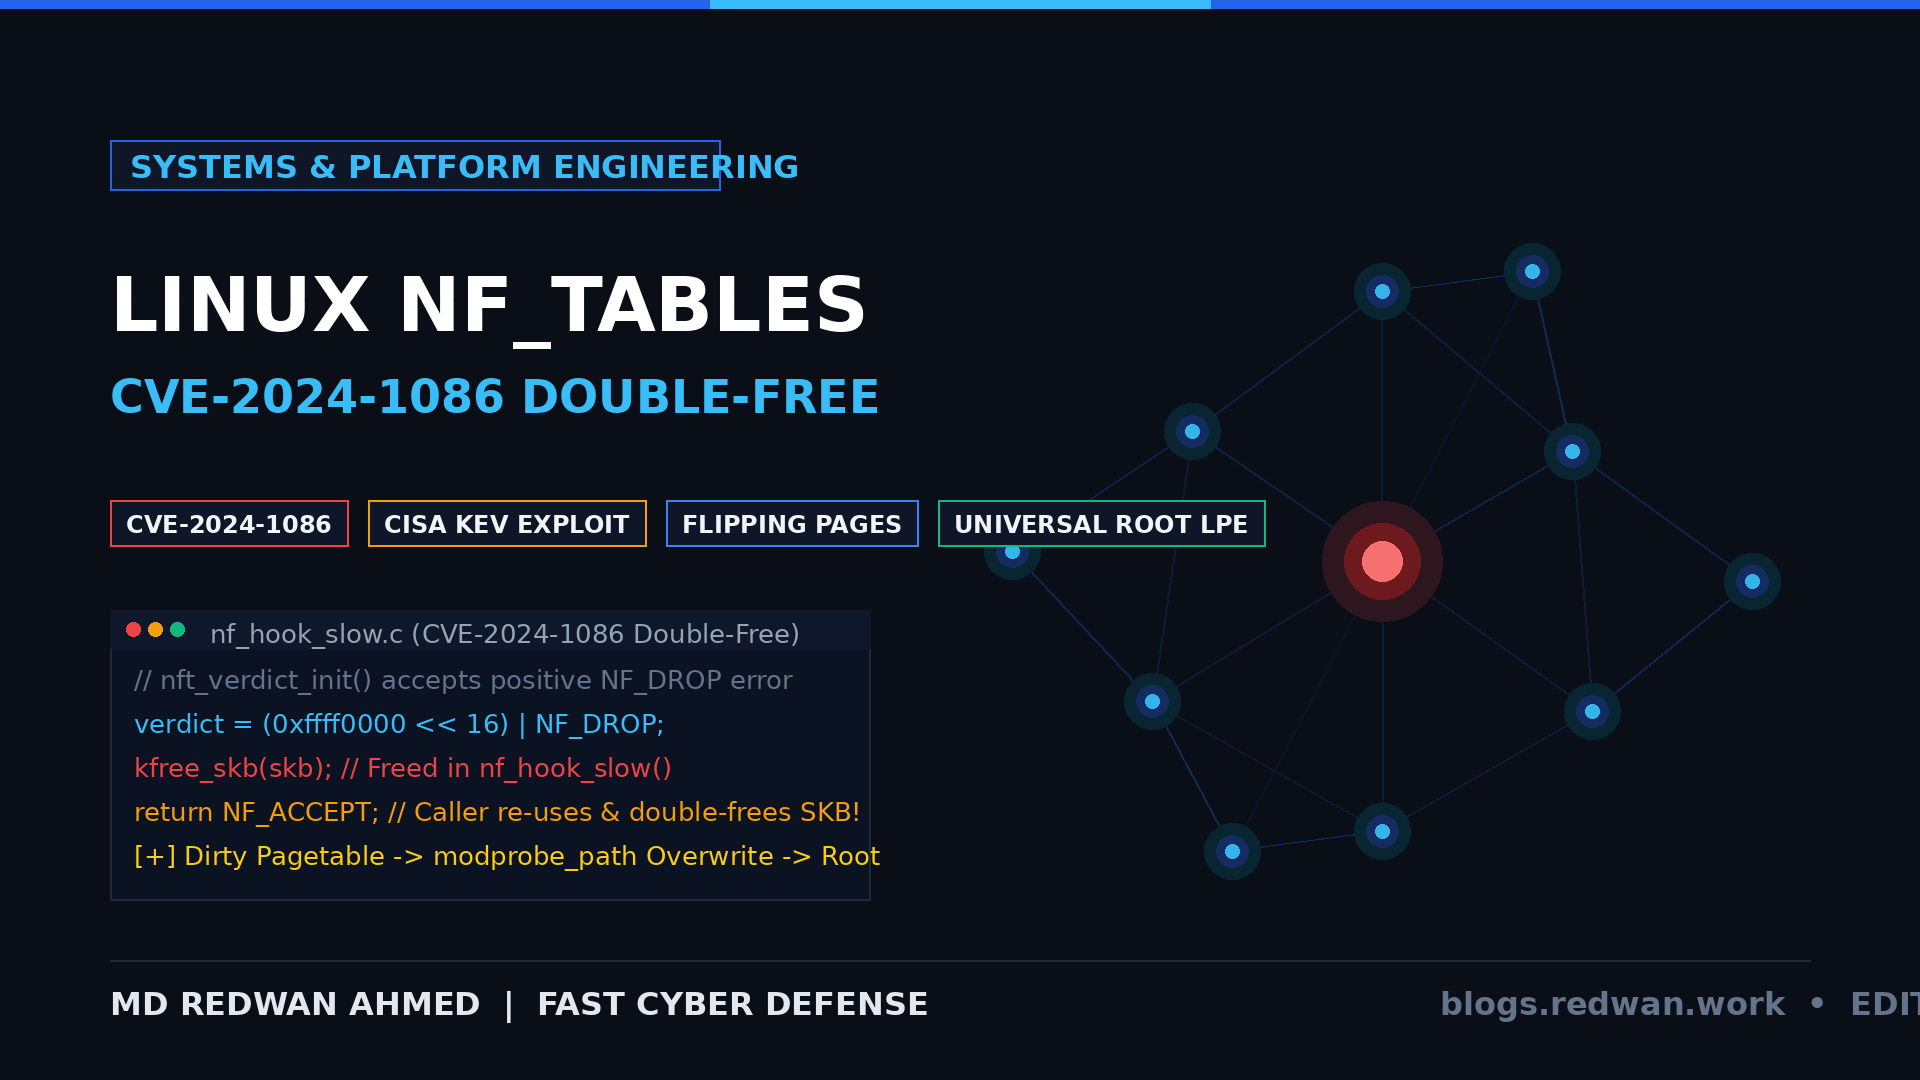 SYSTEMS & PLATFORM ENGINEERING
LINUX NF_TABLES
CVE-2024-1086 DOUBLE-FREE
CVE-2024-1086 CISA KEV EXPLOIT FLIPPING PAGES UNIVERSAL ROOT LPE
nf_hook_slow.c (CVE-2024-1086 Double-Free)
// nft_verdict_init() accepts positive NF_DROP error
verdict = (0xffff0000 << 16) | NF_DROP;
kfree_skb(skb); // Freed in nf_hook_slow()
return NF_ACCEPT; // Caller re-uses & double-frees SKB!
[+] Dirty Pagetable -> modprobe_path Overwrite -> Root
MD REDWAN AHMED | FAST CYBER DEFENSE
blogs.redwan.work •